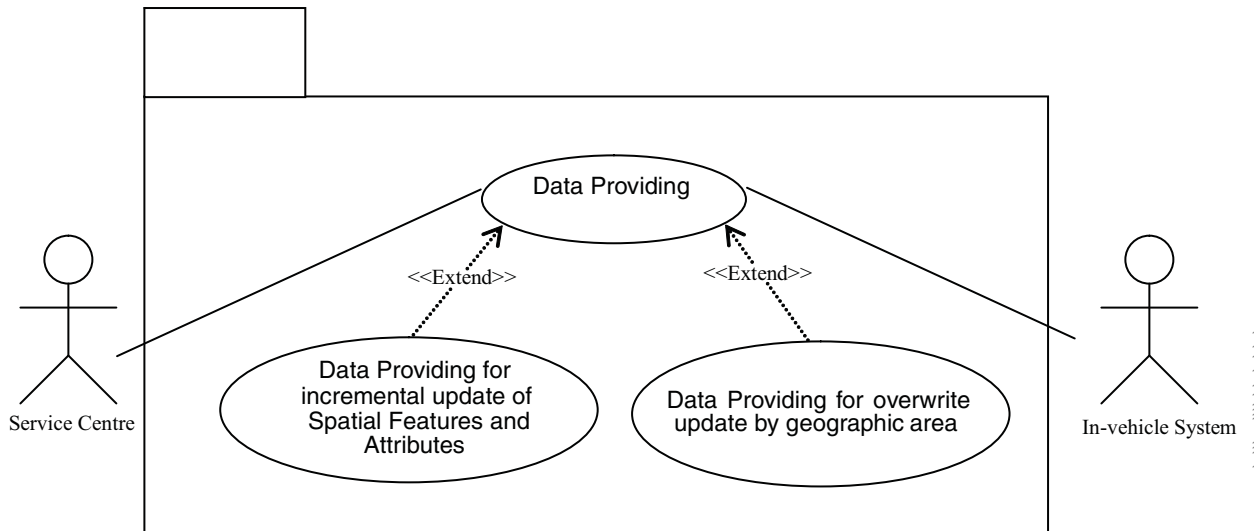 Data Providing
<<Extend>>
<<Extend>>
Data Providing for
incremental update of
Spatial Features and
Attributes
Data Providing for overwrite
update by geographic area
Service Centre
In-vehicle System